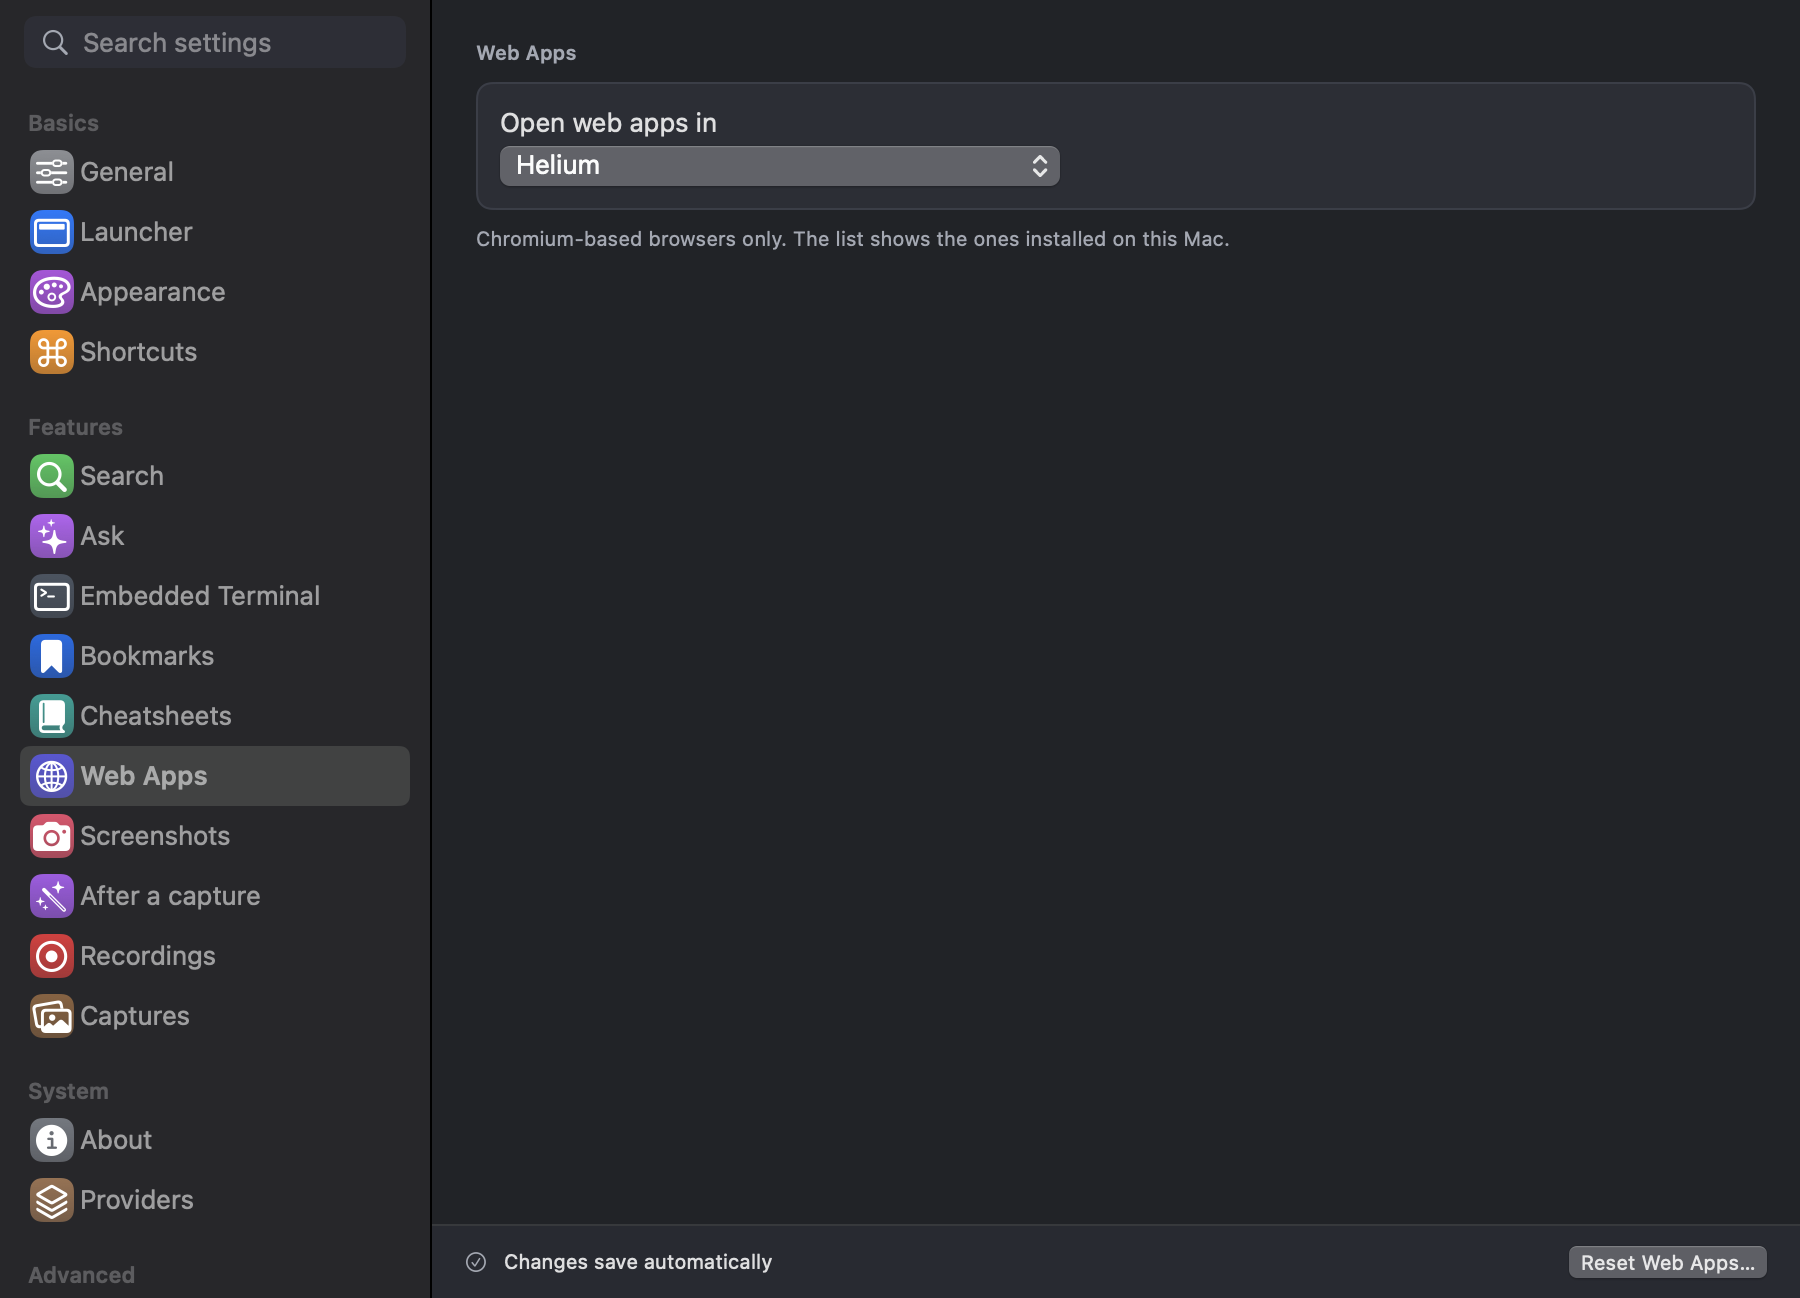 Search settings
Basics
General
Launcher
Appearance
Shortcuts
Features
Search
Ask
Embedded Terminal
Bookmarks
Cheatsheets
Web Apps
Screenshots
After a capture
Recordings
Captures
System
About
Providers
Advanced
Web Apps
Open web apps in
Helium
Chromium-based browsers only. The list shows the ones installed on this Mac.
Changes save automatically
Reset Web Apps...